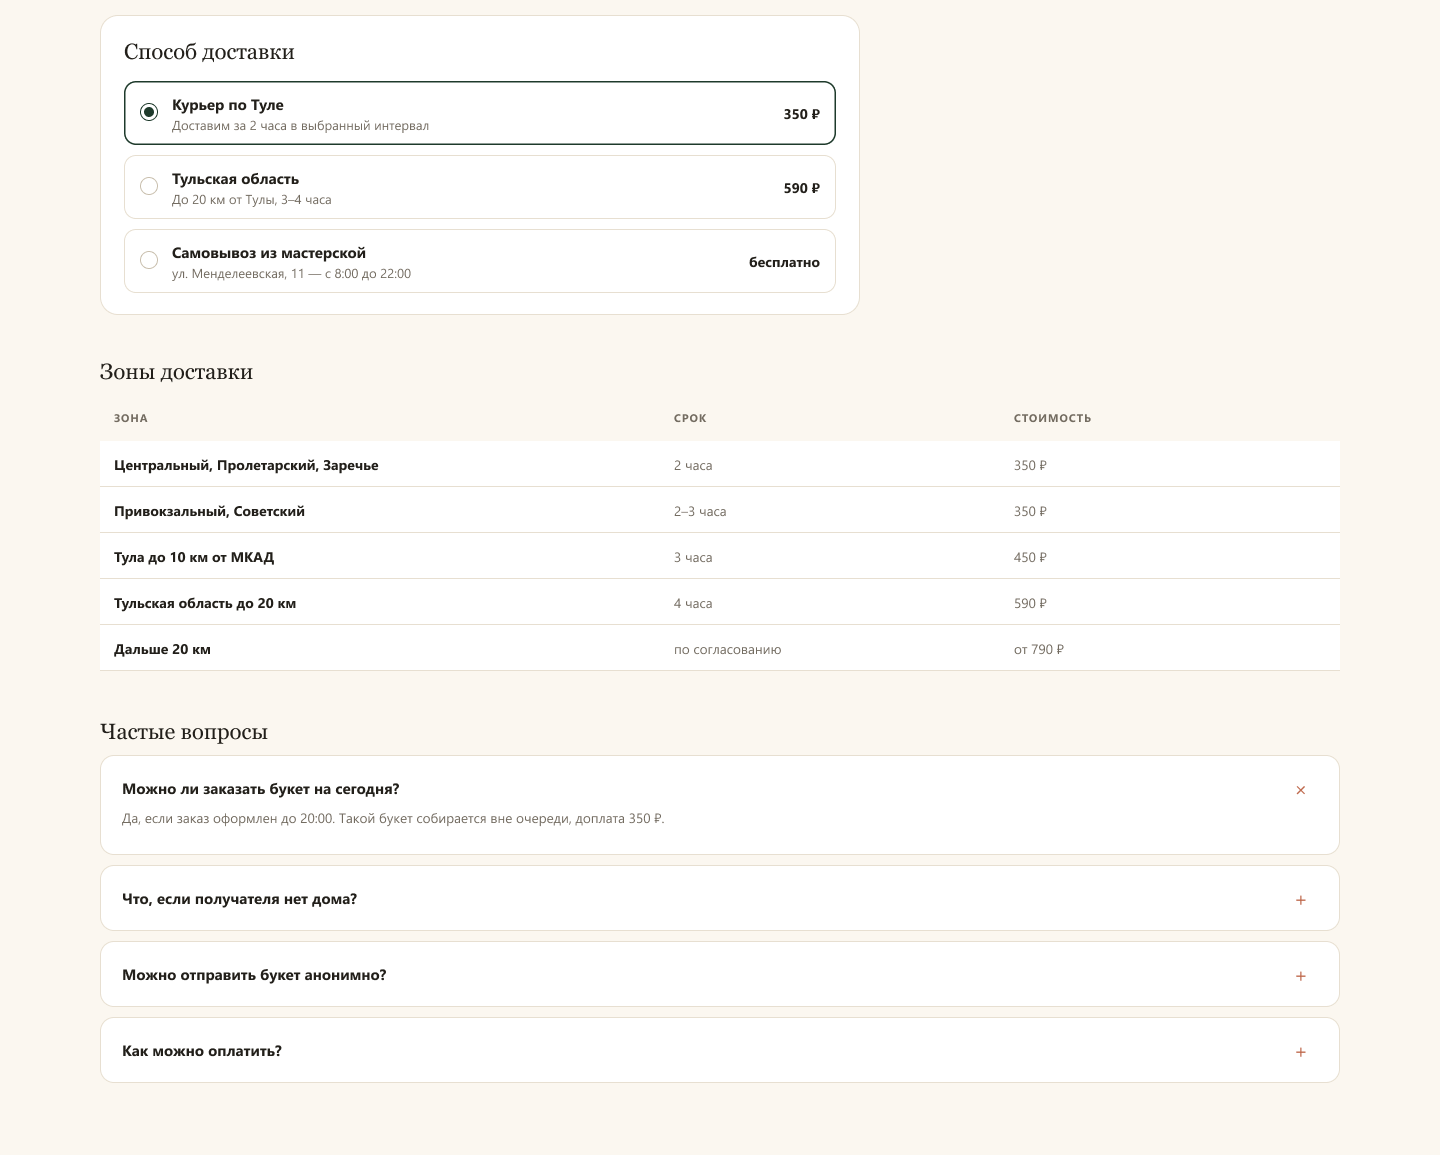 Способ доставки
Курьер по Туле
Доставим за 2 часа в выбранный интервал
350 ₽
Тульская область
До 20 км от Тулы, 3–4 часа
590 ₽
Самовывоз из мастерской
ул. Менделеевская, 11 — с 8:00 до 22:00
бесплатно
Зоны доставки
ЗОНА СРОК СТОИМОСТЬ
Центральный, Пролетарский, Заречье 2 часа 350 ₽
Привокзальный, Советский 2–3 часа 350 ₽
Тула до 10 км от МКАД 3 часа 450 ₽
Тульская область до 20 км 4 часа 590 ₽
Дальше 20 км по согласованию от 790 ₽
Частые вопросы
Можно ли заказать букет на сегодня?
Да, если заказ оформлен до 20:00. Такой букет собирается вне очереди, доплата 350 ₽.
Что, если получателя нет дома?
Можно отправить букет анонимно?
Как можно оплатить?